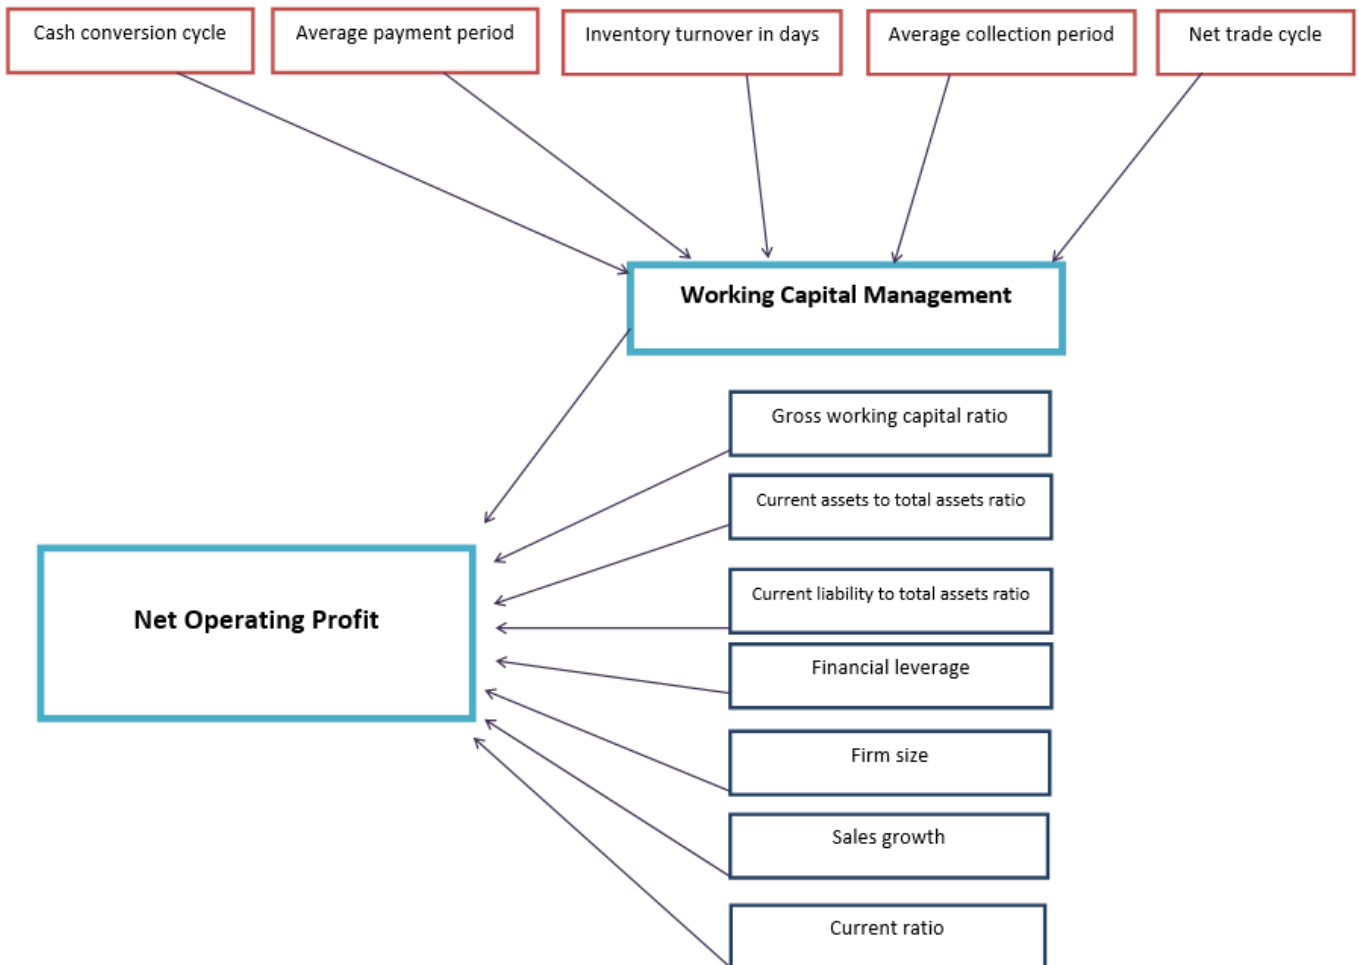 Cash conversion cycle
Average payment period
Inventory turnover in days
Average collection period
Net trade cycle
Working Capital Management
Gross working capital ratio
Current assets to total assets ratio
Current liability to total assets ratio
Net Operating Profit
Financial leverage
Firm size
Sales growth
Current ratio